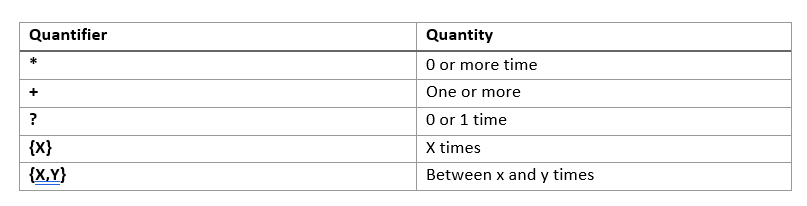 Quantifier Quantity
* 0 or more time
+ One or more
? 0 or 1 time
{X} X times
{X,Y} Between x and y times